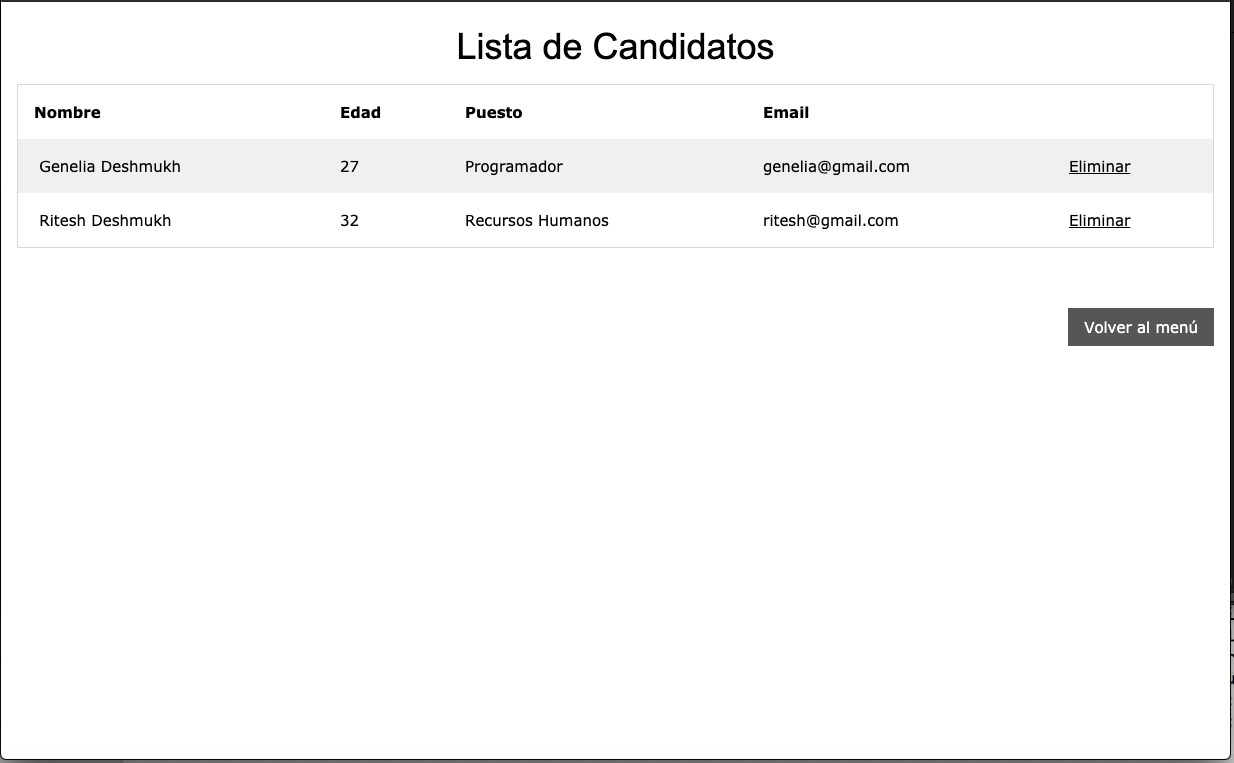 Lista de Candidatos
Nombre Edad Puesto Email
Genelia Deshmukh 27 Programador genelia@gmail.com Eliminar
Ritesh Deshmukh 32 Recursos Humanos ritesh@gmail.com Eliminar
Volver al menú